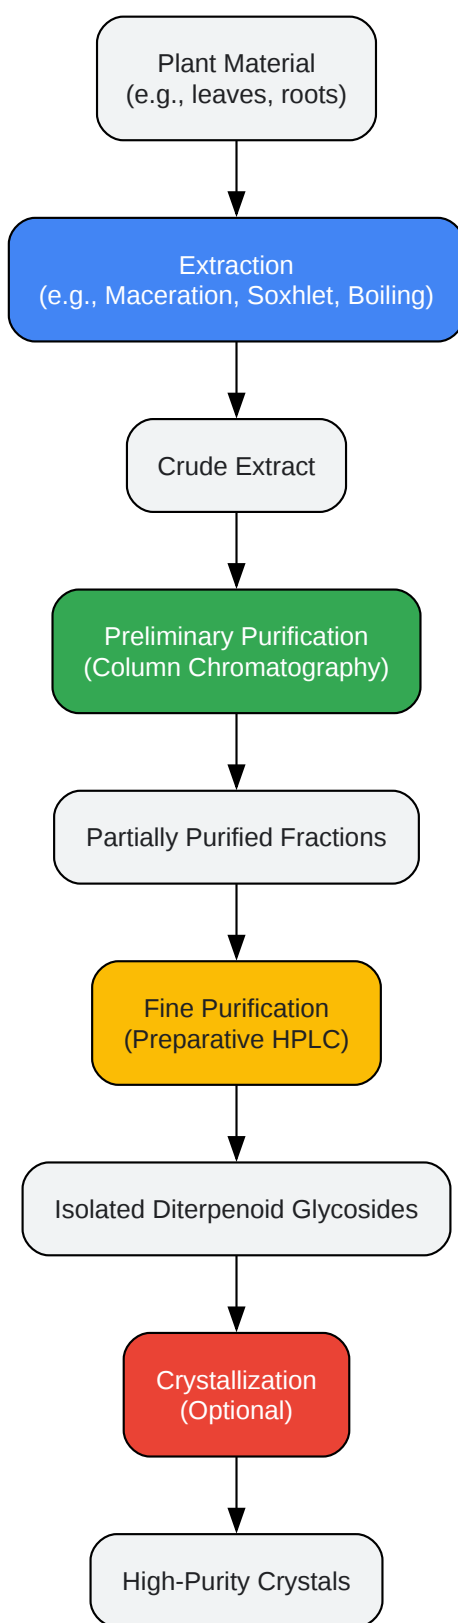 Plant Material
(e.g., leaves, roots)
Extraction
(e.g., Maceration, Soxhlet, Boiling)
Crude Extract
Preliminary Purification
(Column Chromatography)
Partially Purified Fractions
Fine Purification
(Preparative HPLC)
Isolated Diterpenoid Glycosides
Crystallization
(Optional)
High-Purity Crystals